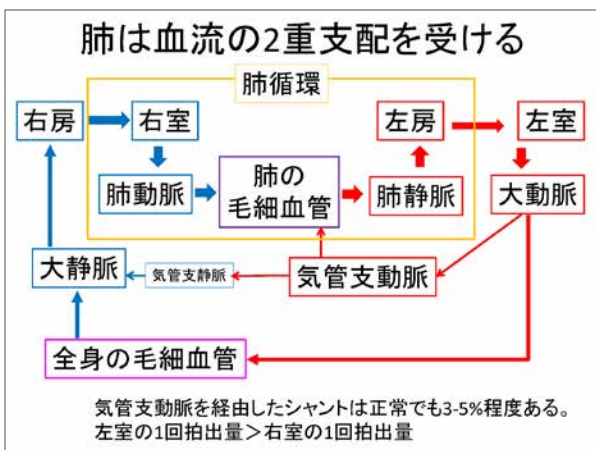 肺は血流の2重支配を受ける
肺循環
右房
右室
左房
左室
肺動脈
肺の
毛細血管
肺静脈
大動脈
大静脈
気管支静脈
気管支動脈
全身の毛細血管
気管支動脈を経由したシャントは正常でも3-5%程度ある。
左室の1回拍出量＞右室の1回拍出量